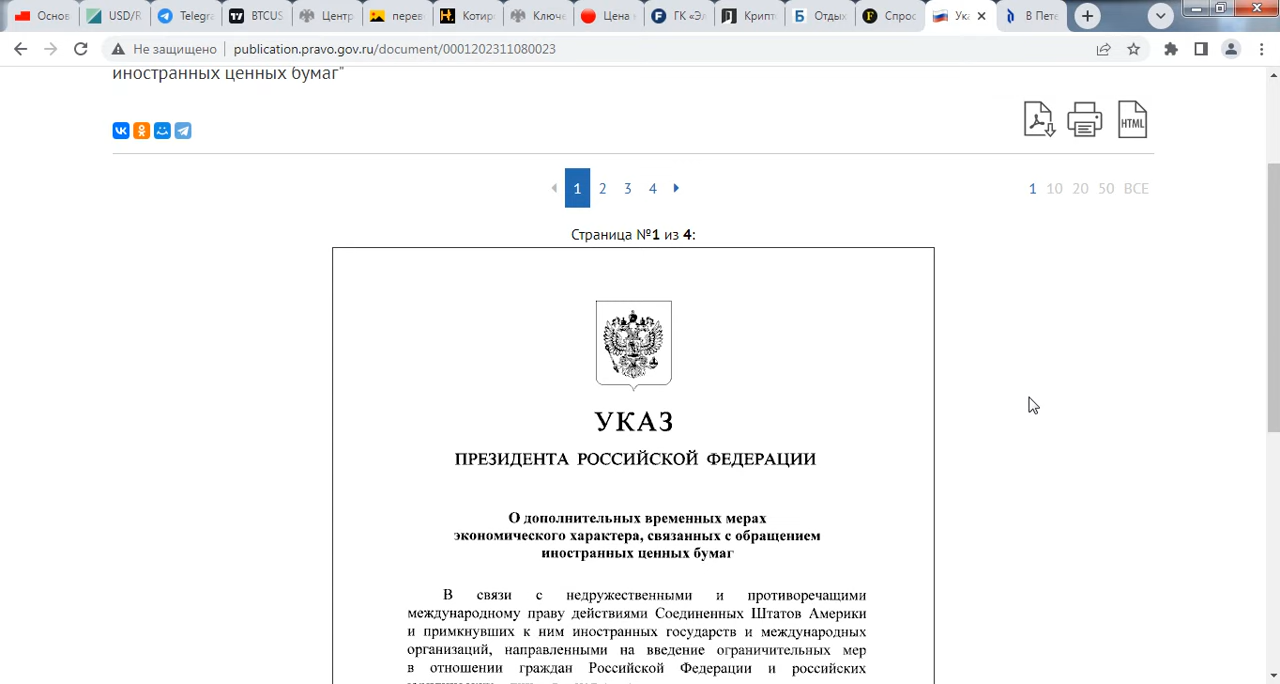 Основ
USD/R
Telegra
BTCUS
Центр
перев
Котир
Ключе
Цена
ГК «Эл
Крипт
Отдых
Спрос
Ука
В Пете
Не защищено
publication.pravo.gov.ru/document/0001202311080023
иностранных ценных бумаг"
HTML
1 2 3 4
1 10 20 50 ВСЕ
Страница №1 из 4:
УКАЗ
ПРЕЗИДЕНТА РОССИЙСКОЙ ФЕДЕРАЦИИ
О дополнительных временных мерах
экономического характера, связанных с обращением
иностранных ценных бумаг
В связи с недружественными и противоречащими
международному праву действиями Соединенных Штатов Америки
и примкнувших к ним иностранных государств и международных
организаций, направленными на введение ограничительных мер
в отношении граждан Российской Федерации и российских